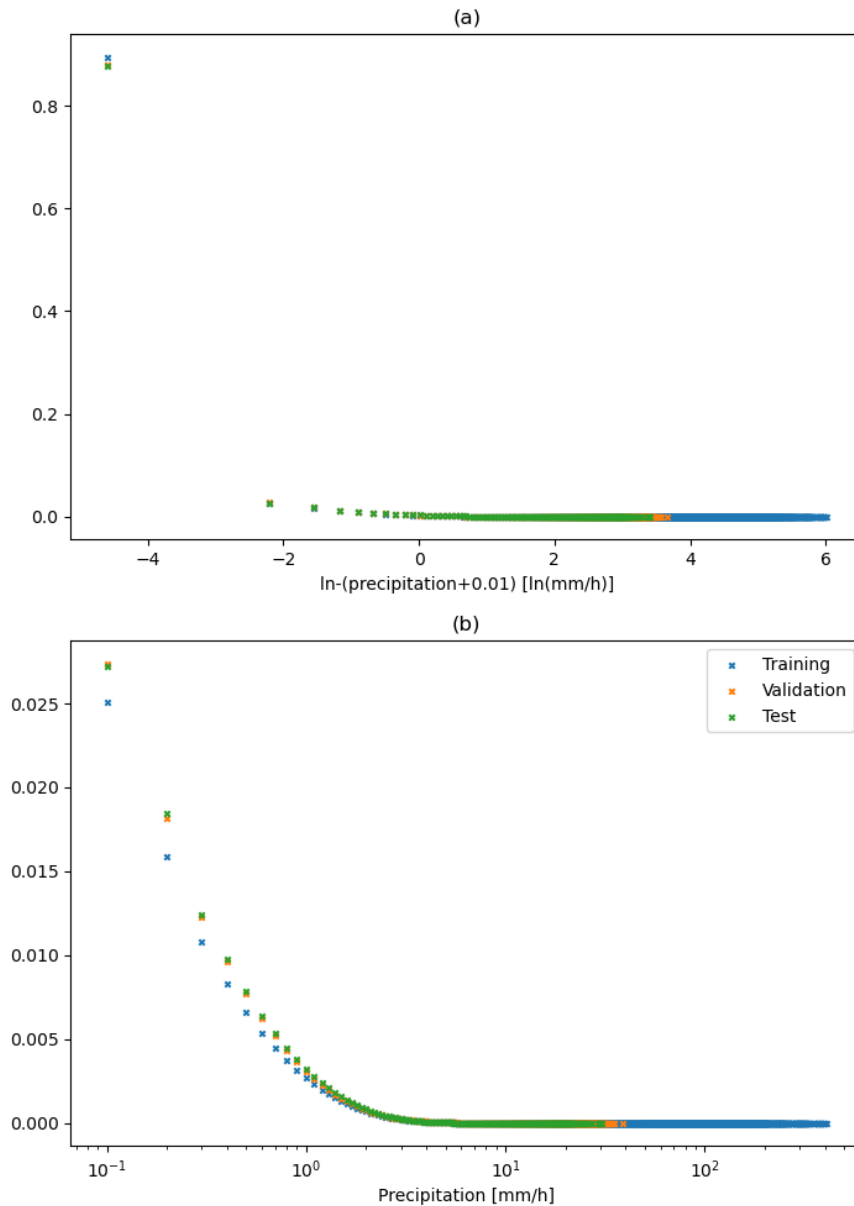 (a)
0.8
0.6
0.4
0.2
0.0
−4 −2 0 2 4 6
ln-(precipitation+0.01) [ln(mm/h)]
(b)
Training
Validation
Test
0.025
0.020
0.015
0.010
0.005
0.000
10⁻¹ 10⁰ 10¹ 10²
Precipitation [mm/h]